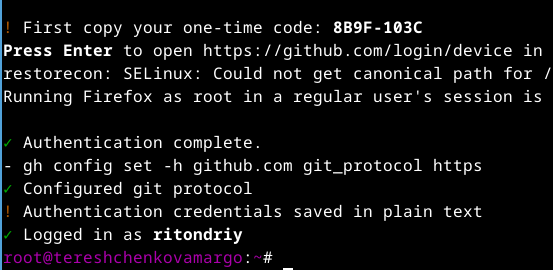 ! First copy your one-time code: 8B9F-103C
Press Enter to open https://github.com/login/device in
restorecon: SELinux: Could not get canonical path for /
Running Firefox as root in a regular user's session is
✓ Authentication complete.
- gh config set -h github.com git_protocol https
✓ Configured git protocol
! Authentication credentials saved in plain text
✓ Logged in as ritondriy
root@tereshchenkovamargo:~#